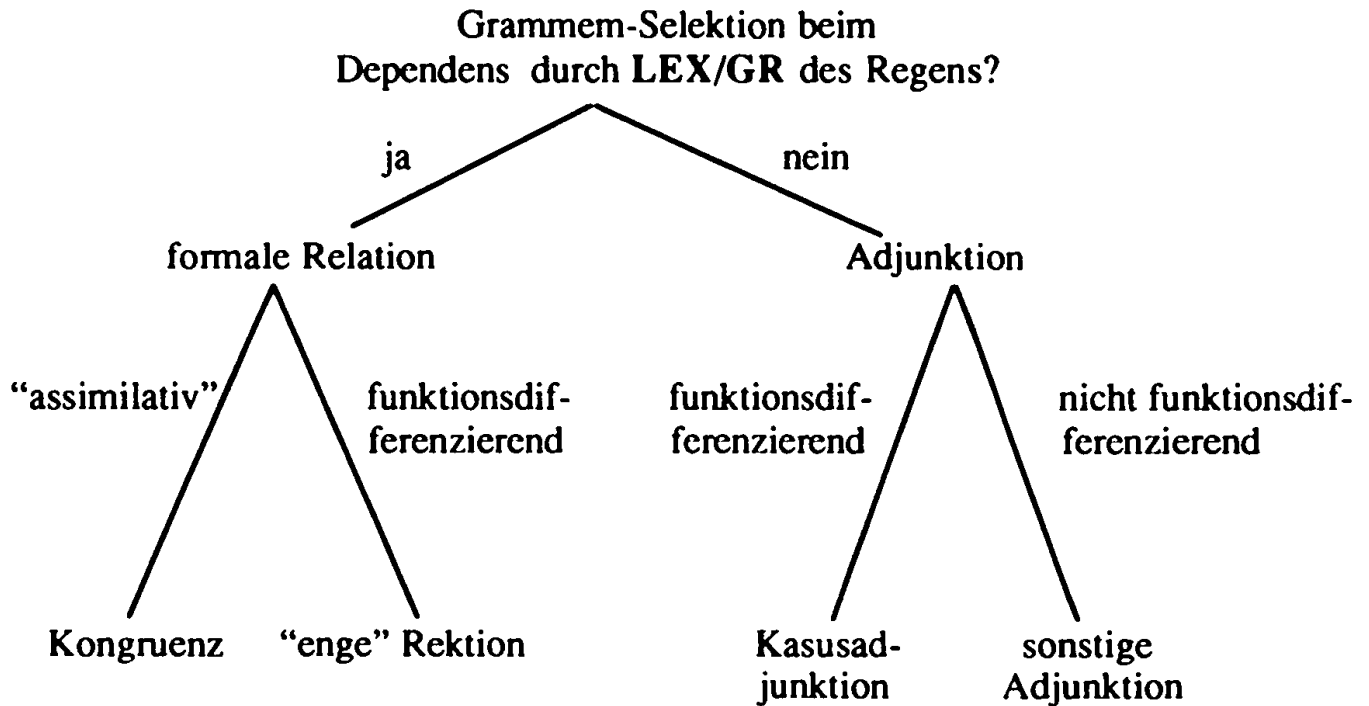 Grammem-Selektion beim
Dependens durch LEX/GR des Regens?
ja
nein
formale Relation
Adjunktion
“assimilativ”
funktionsdif-
ferenzierend
funktionsdif-
ferenzierend
nicht funktionsdif-
ferenzierend
Kongruenz
“enge” Rektion
Kasusad-
junktion
sonstige
Adjunktion